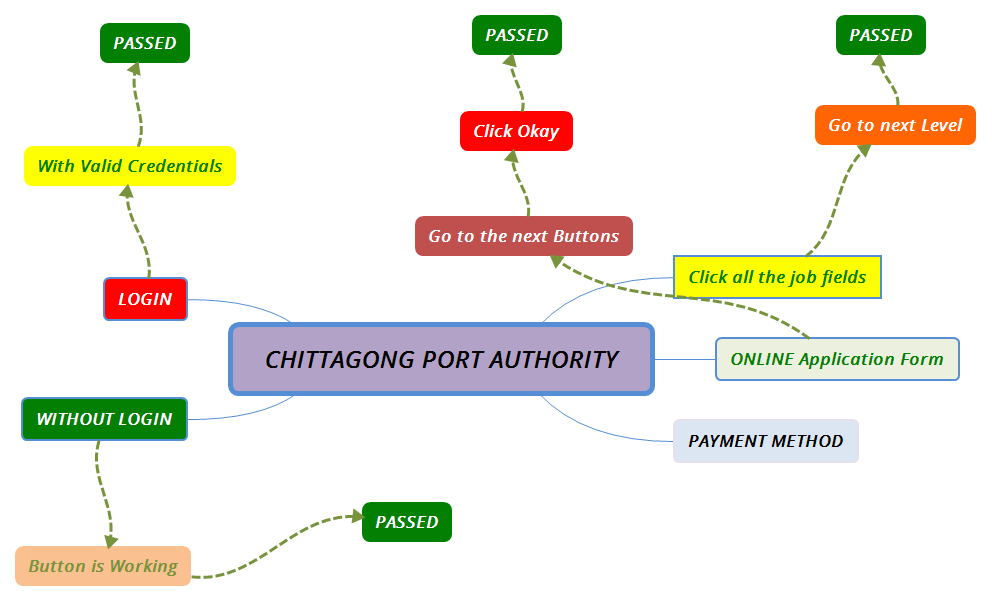 PASSED
PASSED
PASSED
Click Okay
Go to next Level
With Valid Credentials
Go to the next Buttons
Click all the job fields
LOGIN
CHITTAGONG PORT AUTHORITY
ONLINE Application Form
WITHOUT LOGIN
PAYMENT METHOD
PASSED
Button is Working